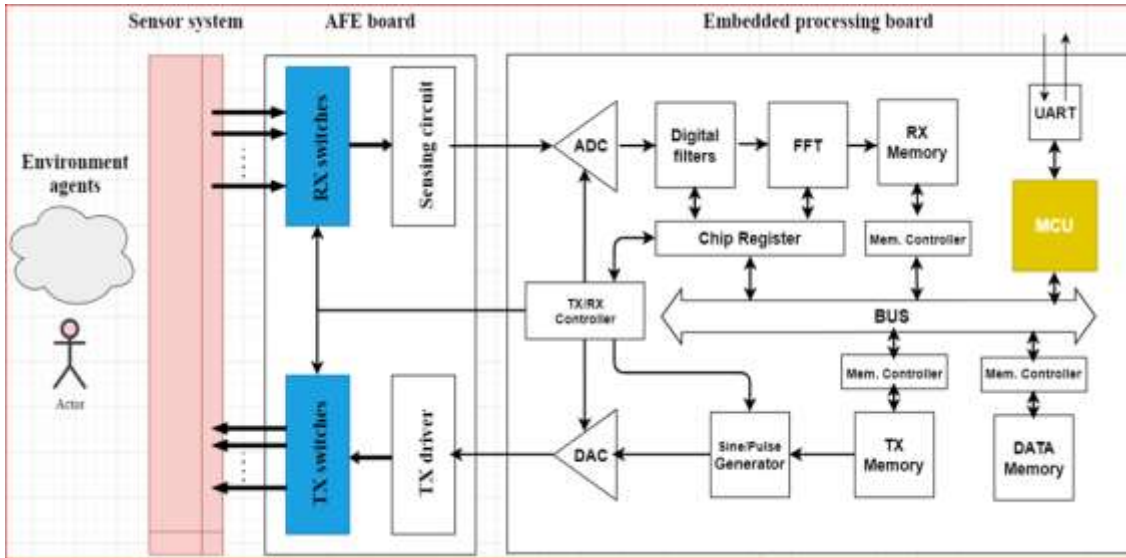 Sensor system
AFE board
Embedded processing board
Environment
agents
Actor
RX switches
Sensing circuit
TX switches
TX driver
ADC
Digital
filters
FFT
RX
Memory
UART
MCU
Chip Register
Mem. Controller
TX/RX
Controller
BUS
Mem. Controller
Mem. Controller
DAC
Sine/Pulse
Generator
TX
Memory
DATA
Memory